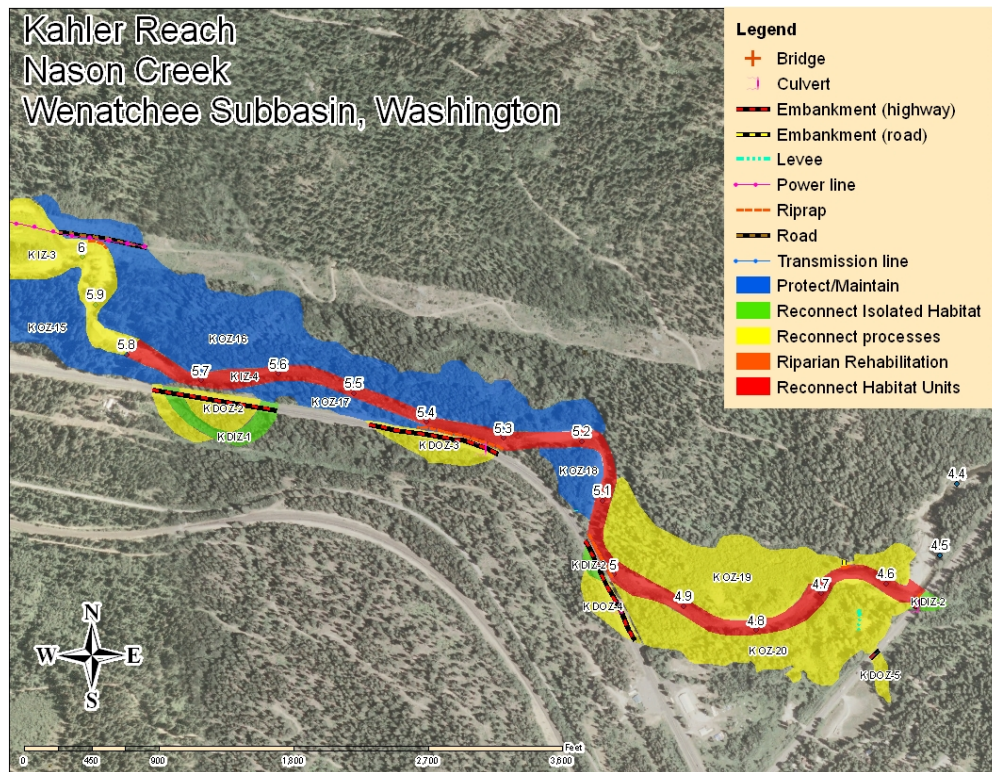 Kahler Reach
Nason Creek
Wenatchee Subbasin, Washington
Legend
Bridge
Culvert
Embankment (highway)
Embankment (road)
Levee
Power line
Riprap
Road
Transmission line
Protect/Maintain
Reconnect Isolated Habitat
Reconnect processes
Riparian Rehabilitation
Reconnect Habitat Units
6
K IZ-3
5.9
K OZ-15
5.8
K OZ-16
5.7
K IZ-4
5.6
5.5
K OZ-17
K DOZ-2
K DIZ-1
5.4
5.3
K DOZ-3
5.2
K OZ-18
5.1
4.4
4.5
K DIZ-2
5
K DOZ-4
4.9
K OZ-19
4.8
4.7
4.6
K DIZ-2
K OZ-20
K DOZ-5
N
W E
S
Feet
0 450 900 1,800 2,700 3,600